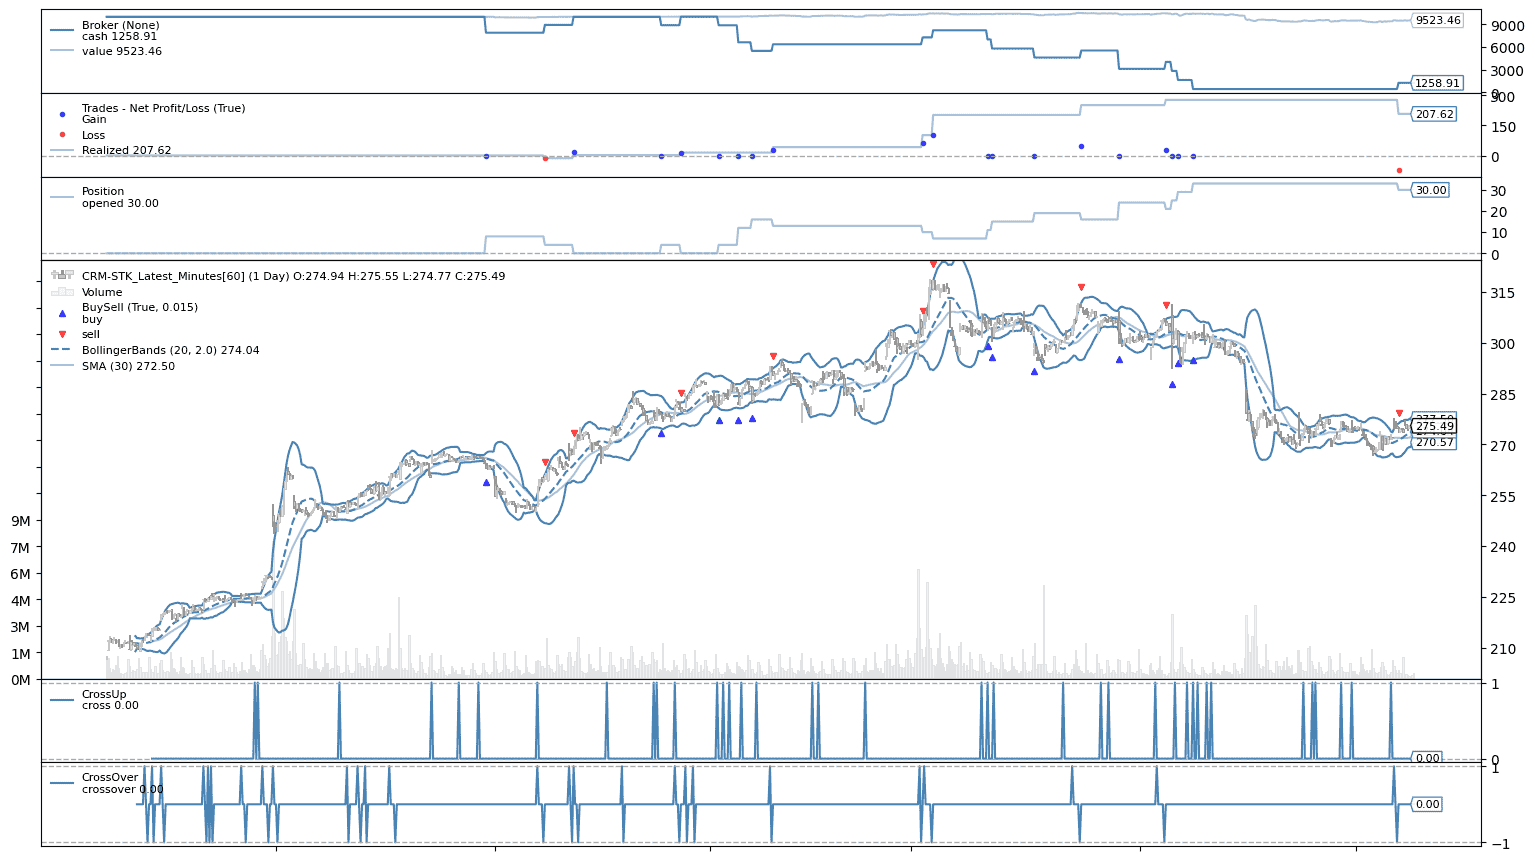 Broker (None)
cash 1258.91
value 9523.46
9523.46
9000
6000
3000
0
1258.91
Trades - Net Profit/Loss (True)
Gain
Loss
Realized 207.62
300
207.62
150
0
Position
opened 30.00
30.00
30
20
10
0
CRM-STK_Latest_Minutes[60] (1 Day) O:274.94 H:275.55 L:274.77 C:275.49
Volume
BuySell (True, 0.015)
buy
sell
BollingerBands (20, 2.0) 274.04
SMA (30) 272.50
315
300
285
277.50
275.49
270.57
270
255
240
225
210
9M
7M
6M
4M
3M
1M
0M
CrossUp
cross 0.00
1
0.00
0
CrossOver
crossover 0.00
1
0.00
−1